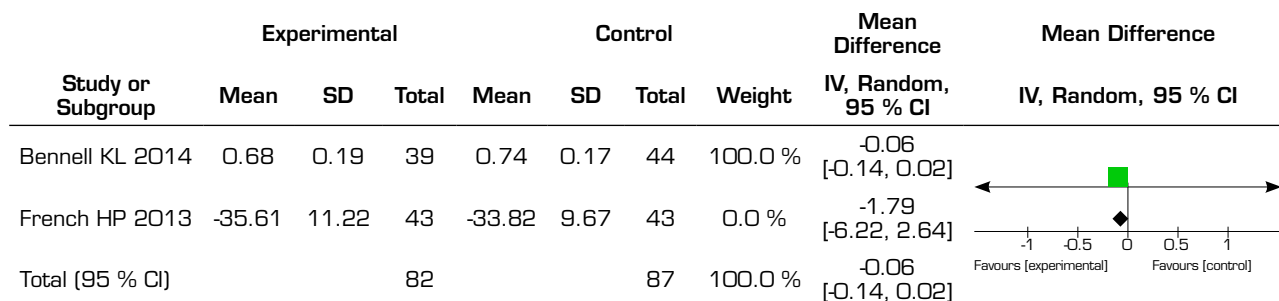 Experimental Control Mean Difference Mean Difference
Study or Subgroup Mean SD Total Mean SD Total Weight IV, Random, 95 % CI IV, Random, 95 % CI
Bennell KL 2014 0.68 0.19 39 0.74 0.17 44 100.0 % -0.06 [-0.14, 0.02]
French HP 2013 -35.61 11.22 43 -33.82 9.67 43 0.0 % -1.79 [-6.22, 2.64]
Total (95 % CI) 82 87 100.0 % -0.06 [-0.14, 0.02]
-1 -0.5 0 0.5 1
Favours [experimental] Favours [control]